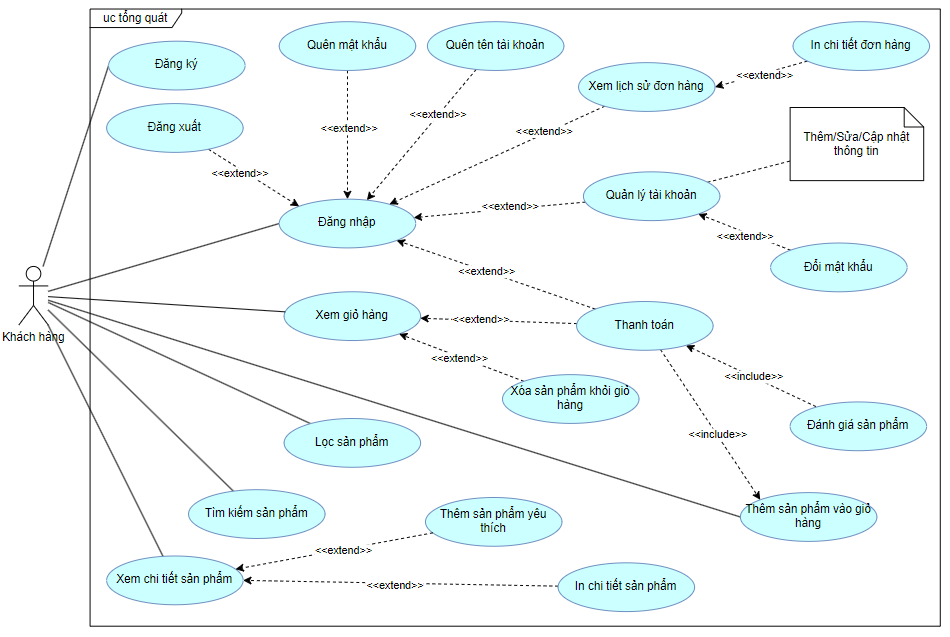 uc tổng quát
Đăng ký
Quên mật khẩu
Quên tên tài khoản
In chi tiết đơn hàng
<<extend>>
Xem lịch sử đơn hàng
<<extend>>
Đăng xuất
<<extend>>
<<extend>>
Thêm/Sửa/Cập nhật
thông tin
<<extend>>
Quản lý tài khoản
<<extend>>
Đăng nhập
<<extend>>
Đổi mật khẩu
<<extend>>
Khách hàng
Xem giỏ hàng
<<extend>>
Thanh toán
<<extend>>
<<include>>
Xóa sản phẩm khỏi giỏ
hàng
Đánh giá sản phẩm
<<include>>
Lọc sản phẩm
Tìm kiếm sản phẩm
Thêm sản phẩm yêu
thích
Thêm sản phẩm vào giỏ
hàng
<<extend>>
Xem chi tiết sản phẩm
<<extend>>
In chi tiết sản phẩm